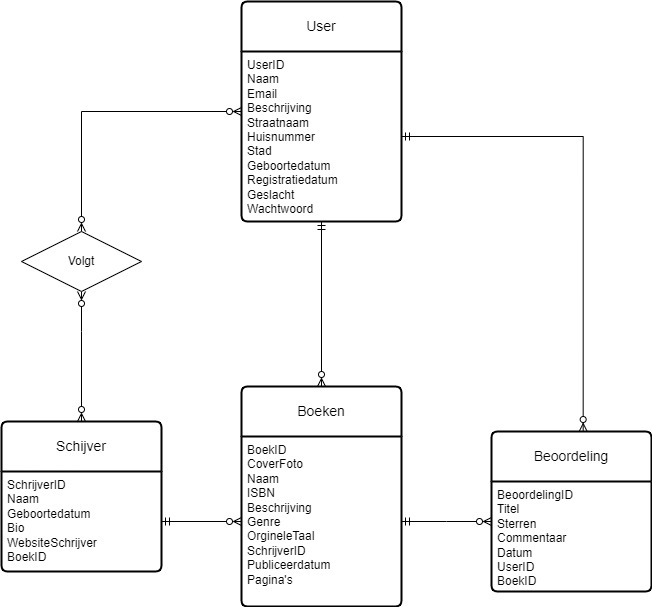 User
UserID
Naam
Email
Beschrijving
Straatnaam
Huisnummer
Stad
Geboortedatum
Registratiedatum
Geslacht
Wachtwoord
Volgt
Schijver
SchrijverID
Naam
Geboortedatum
Bio
WebsiteSchrijver
BoekID
Boeken
BoekID
CoverFoto
Naam
ISBN
Beschrijving
Genre
OrgineleTaal
SchrijverID
Publiceerdatum
Pagina's
Beoordeling
BeoordelingID
Titel
Sterren
Commentaar
Datum
UserID
BoekID